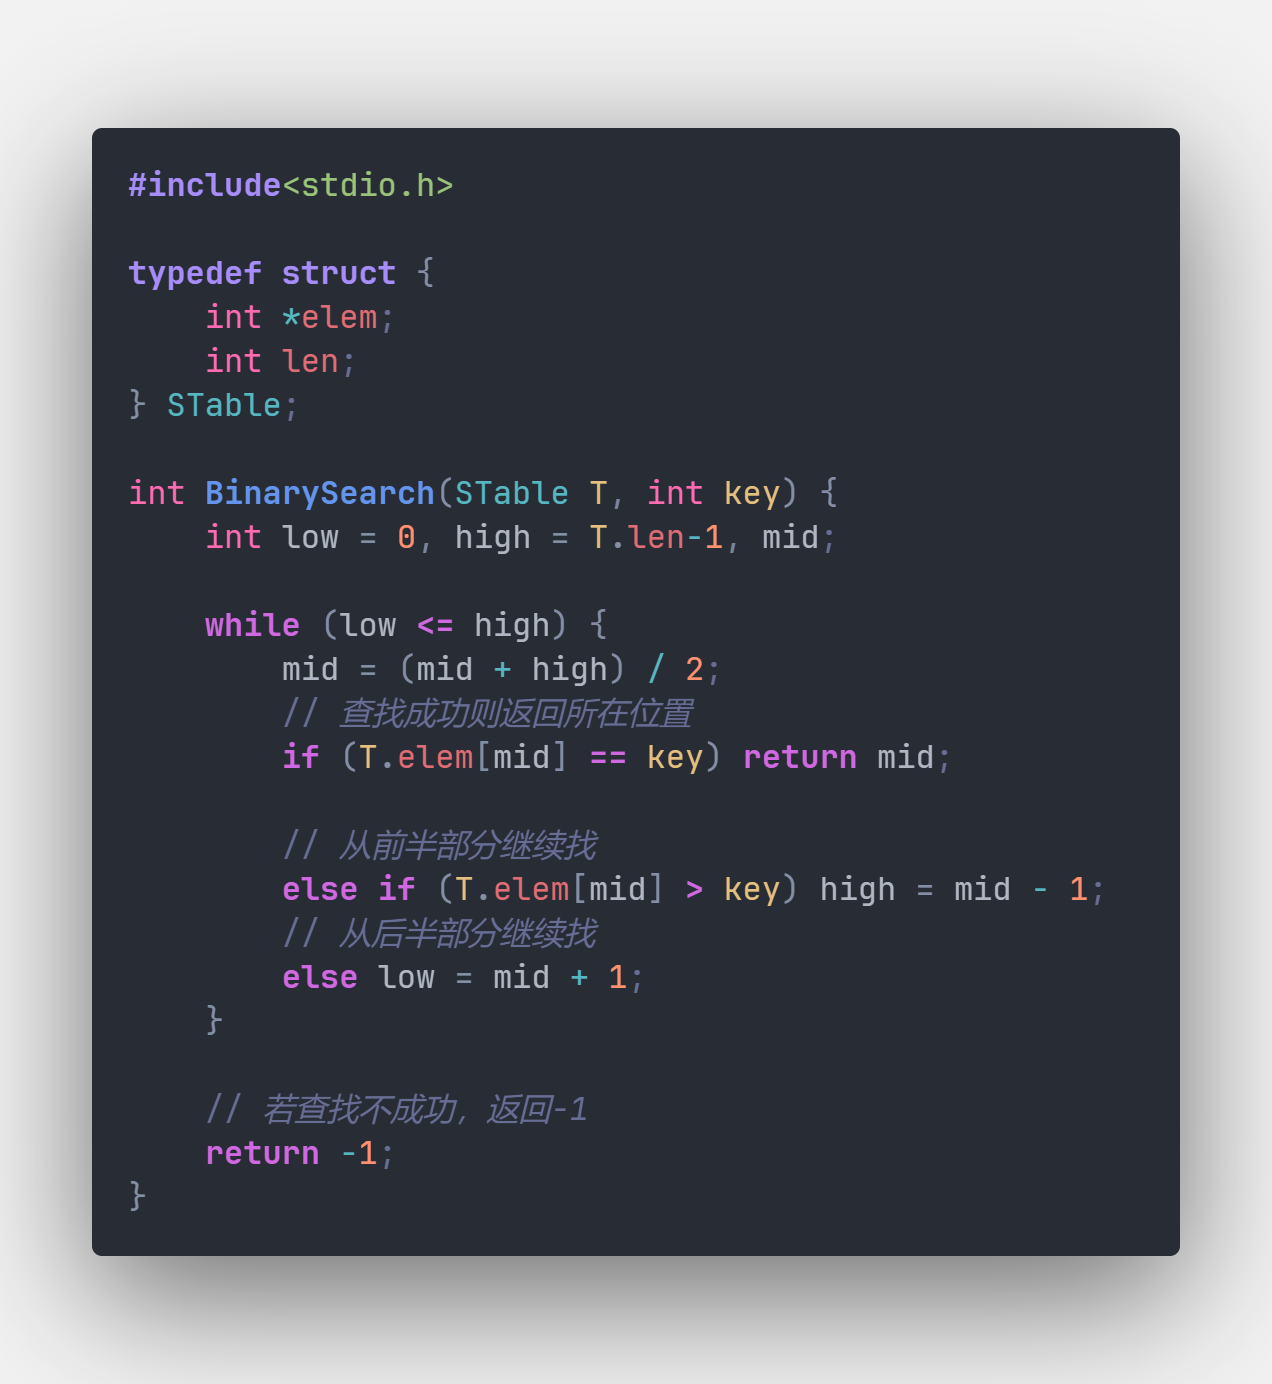 #include<stdio.h>
typedef struct {
    int *elem;
    int len;
} STable;
int BinarySearch(STable T, int key) {
    int low = 0, high = T.len-1, mid;
    while (low <= high) {
        mid = (mid + high) / 2;
        // 查找成功则返回所在位置
        if (T.elem[mid] == key) return mid;
        // 从前半部分继续找
        else if (T.elem[mid] > key) high = mid - 1;
        // 从后半部分继续找
        else low = mid + 1;
    }
    // 若查找不成功，返回-1
    return -1;
}